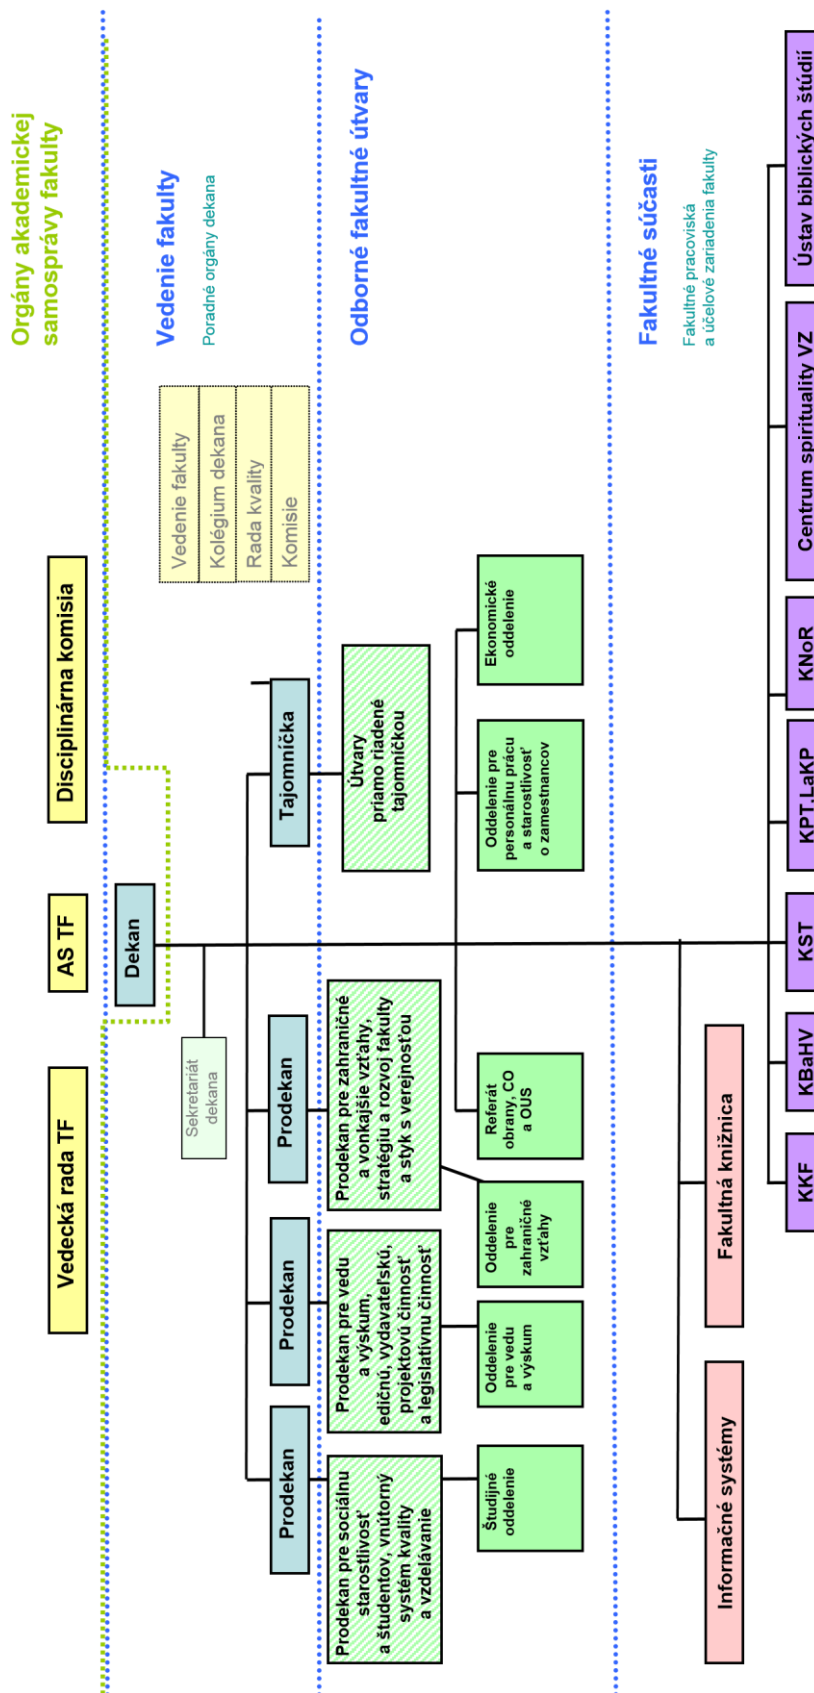 Orgány akademickej
samosprávy fakulty
Vedecká rada TF
AS TF
Disciplinárna komisia
Vedenie fakulty
Poradné orgány dekana
Dekan
Sekretariát
dekana
Vedenie fakulty
Kolégium dekana
Rada kvality
Komisie
Prodekan
Prodekan
Prodekan
Tajomníčka
Odborné fakultné útvary
Prodekan pre sociálnu
starostlivosť
a študentov, vnútorný
systém kvality
a vzdelávanie
Prodekan pre vedu
a výskum,
edičnú, vydavateľskú,
projektovú činnosť
a legislatívnu činnosť
Prodekan pre zahraničné
a vonkajšie vzťahy,
stratégiu a rozvoj fakulty
a styk s verejnosťou
Útvary
priamo riadené
tajomníčkou
Študijné
oddelenie
Oddelenie
pre vedu
a výskum
Oddelenie
pre
zahraničné
vzťahy
Referát
obrany, CO
a OUS
Oddelenie pre
personálnu prácu
a starostlivosť
o zamestnancov
Ekonomické
oddelenie
Fakultné súčasti
Fakultné pracoviská
a účelové zariadenia fakulty
Informačné systémy
Fakultná knižnica
KKF
KBaHV
KST
KPT,LaKP
KNoR
Centrum spirituality VZ
Ústav biblických štúdií